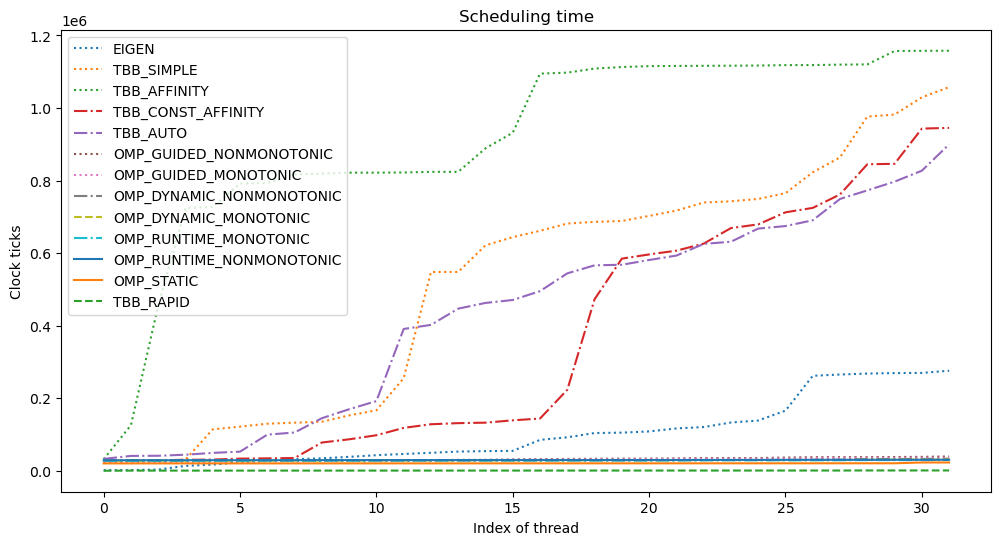 Scheduling time
1e6
1.2
1.0
0.8
0.6
0.4
0.2
0.0
Clock ticks
EIGEN
TBB_SIMPLE
TBB_AFFINITY
TBB_CONST_AFFINITY
TBB_AUTO
OMP_GUIDED_NONMONOTONIC
OMP_GUIDED_MONOTONIC
OMP_DYNAMIC_NONMONOTONIC
OMP_DYNAMIC_MONOTONIC
OMP_RUNTIME_MONOTONIC
OMP_RUNTIME_NONMONOTONIC
OMP_STATIC
TBB_RAPID
0 5 10 15 20 25 30
Index of thread